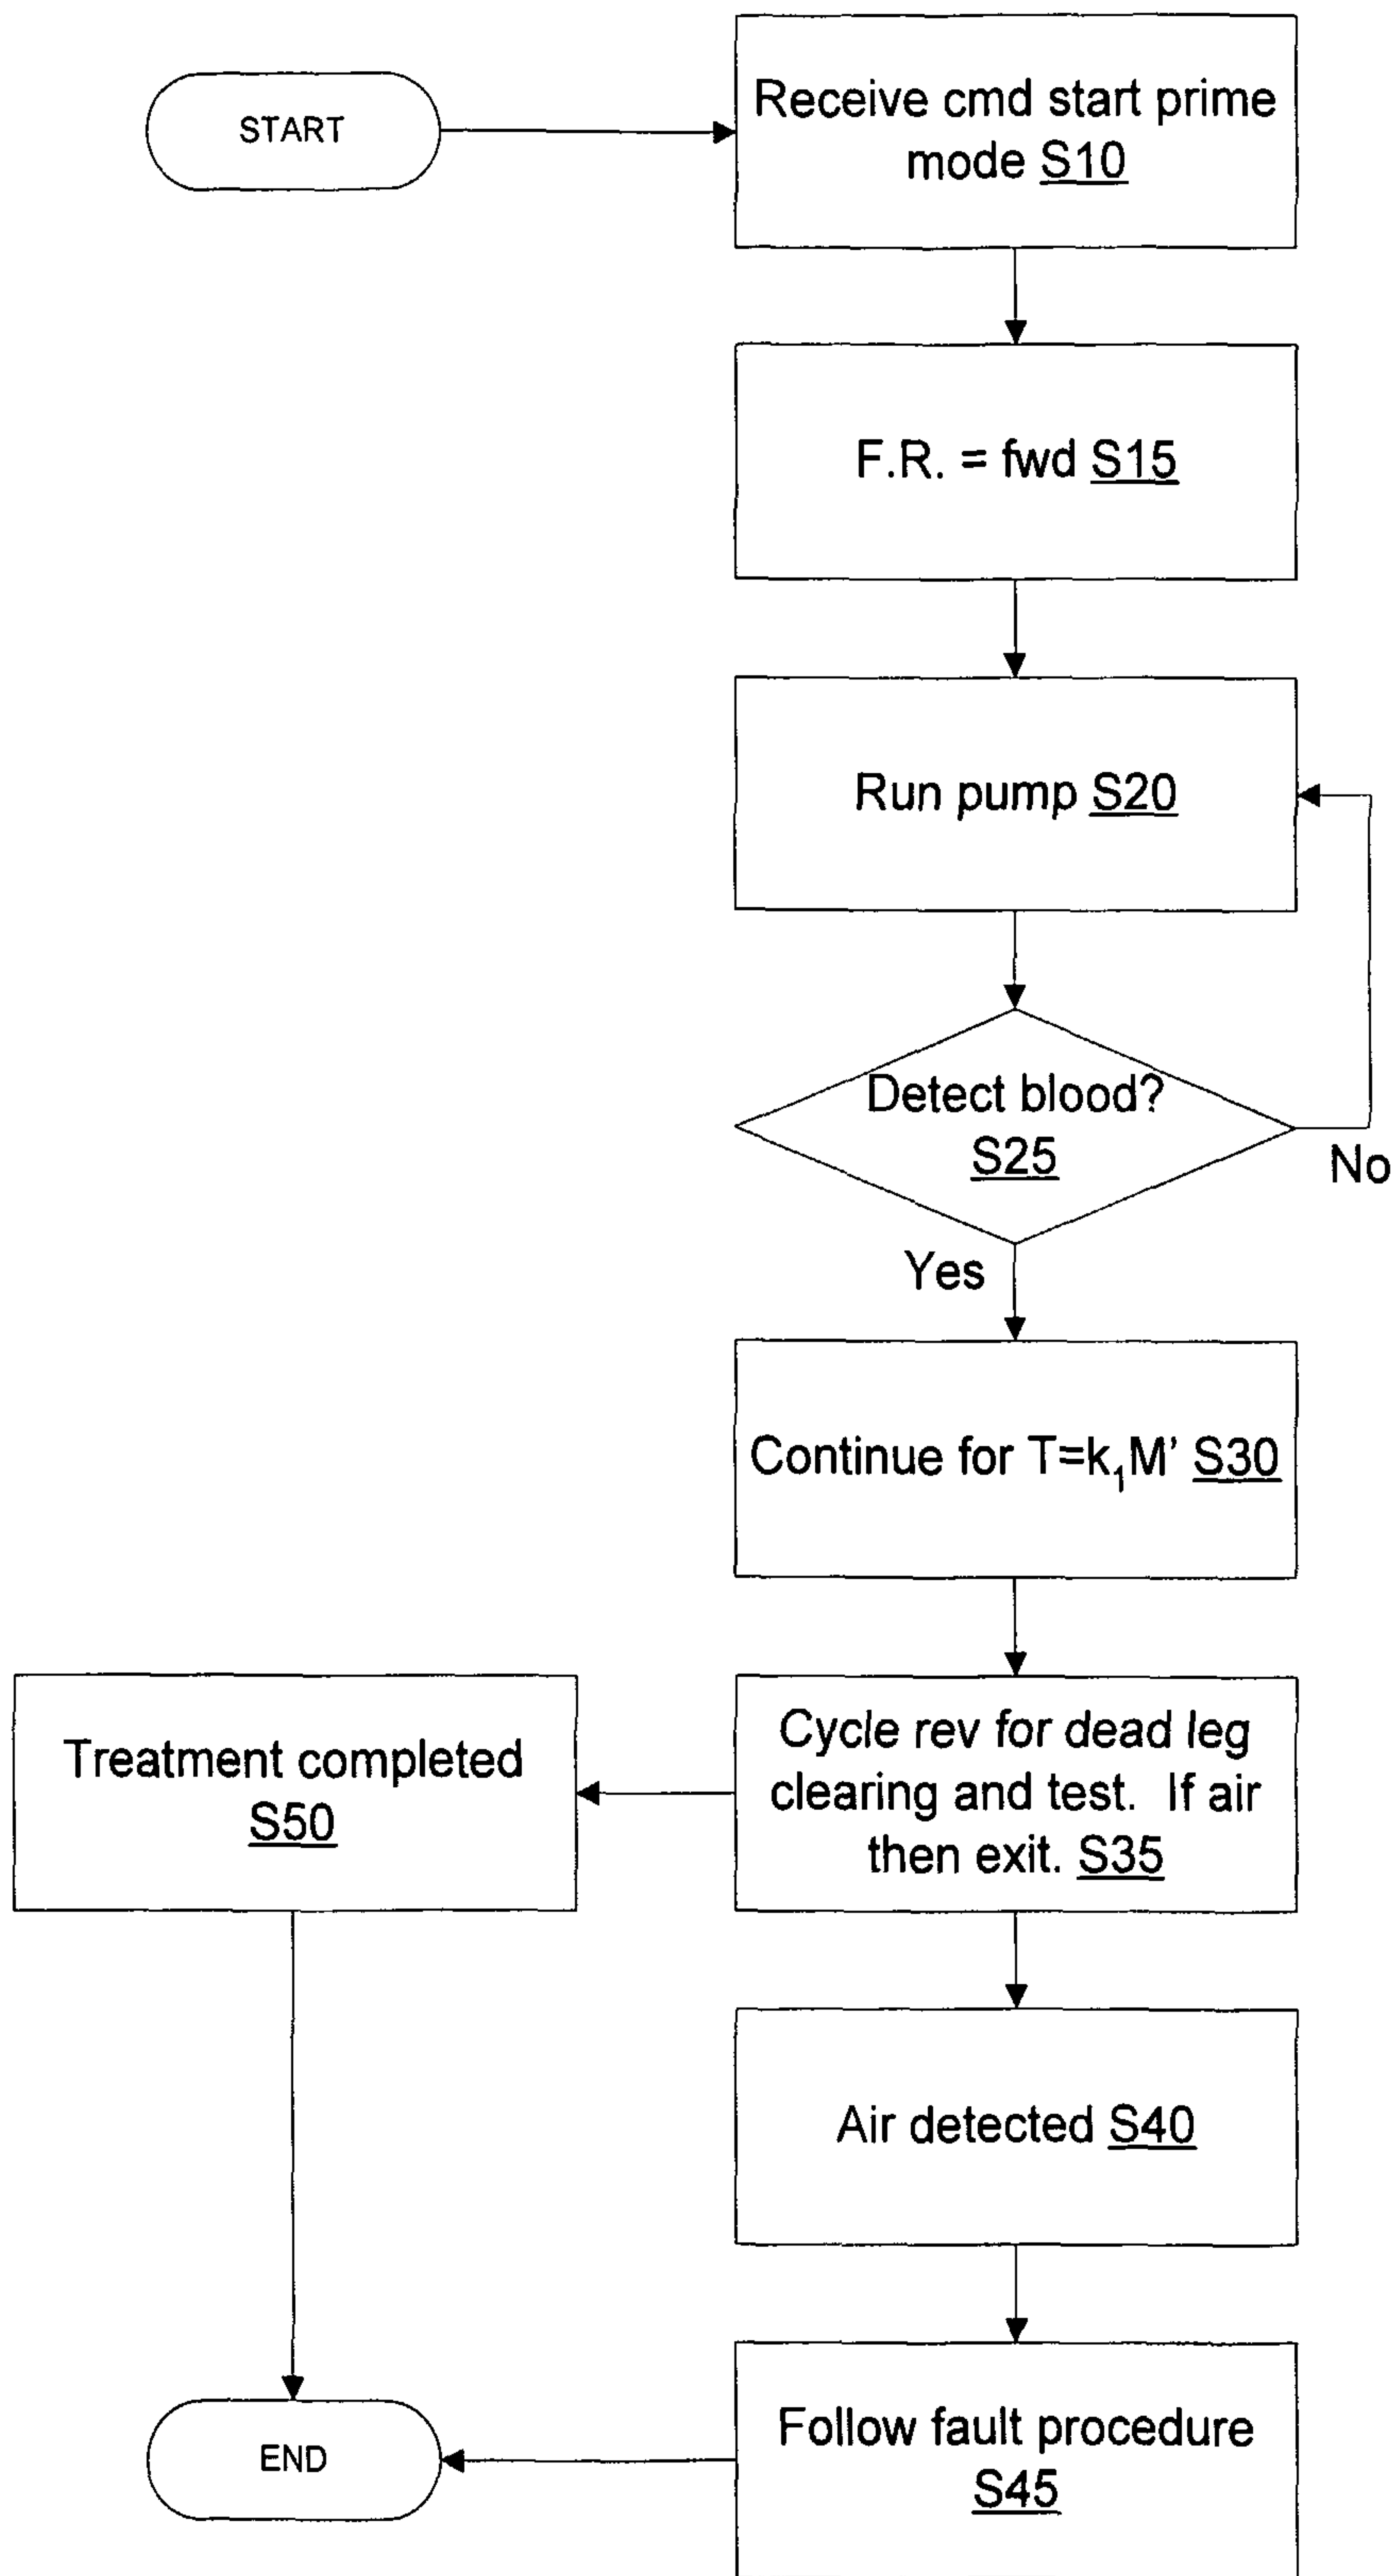 START
Receive cmd start prime
mode S10
F.R. = fwd S15
Run pump S20
Detect blood?
S25
No
Yes
Continue for T=k₁M’ S30
Cycle rev for dead leg
clearing and test. If air
then exit. S35
Treatment completed
S50
Air detected S40
Follow fault procedure
S45
END